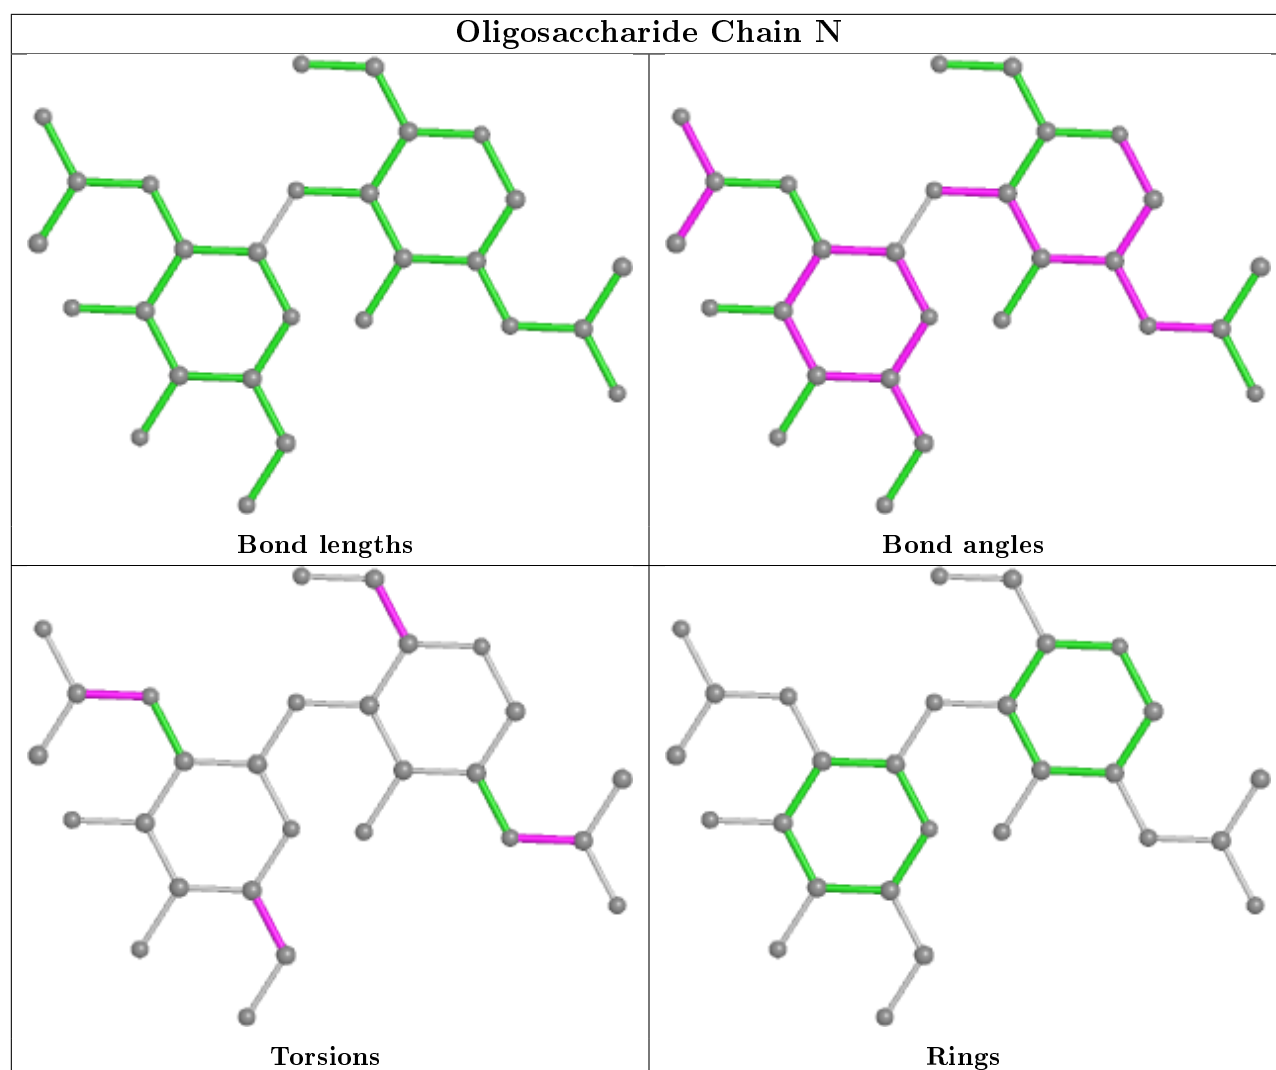 Oligosaccharide Chain N
Bond lengths
Bond angles
Torsions
Rings